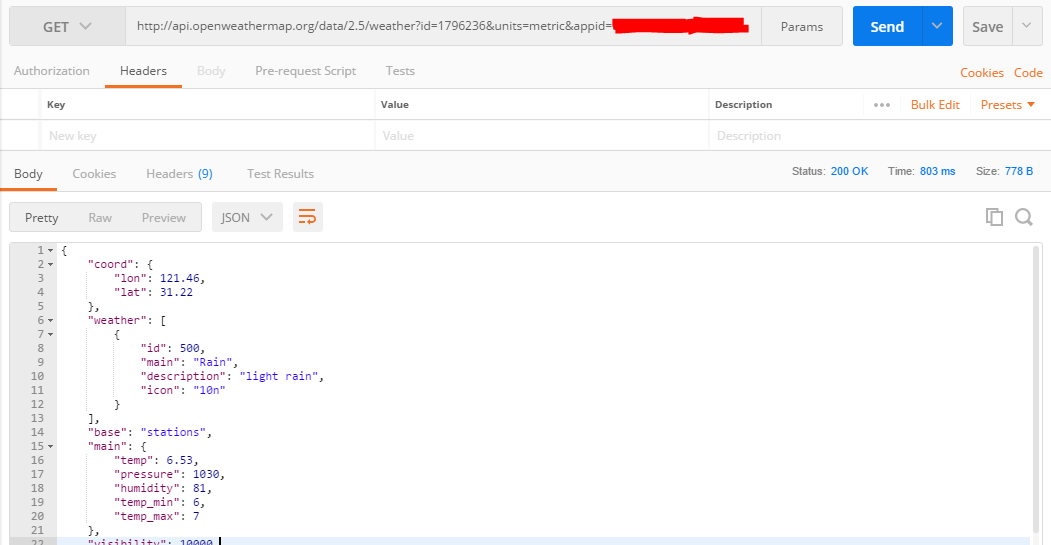 GET http://api.openweathermap.org/data/2.5/weather?id=1796236&units=metric&appid= Params Send Save
Authorization Headers Body Pre-request Script Tests Cookies Code
Key Value Description ••• Bulk Edit Presets
New key Value Description
Body Cookies Headers (9) Test Results Status: 200 OK Time: 803 ms Size: 778 B
Pretty Raw Preview JSON
1 {
2 "coord": {
3 "lon": 121.46,
4 "lat": 31.22
5 },
6 "weather": [
7 {
8 "id": 500,
9 "main": "Rain",
10 "description": "light rain",
11 "icon": "10n"
12 }
13 ],
14 "base": "stations",
15 "main": {
16 "temp": 6.53,
17 "pressure": 1030,
18 "humidity": 81,
19 "temp_min": 6,
20 "temp_max": 7
21 },
22 "visibility": 10000